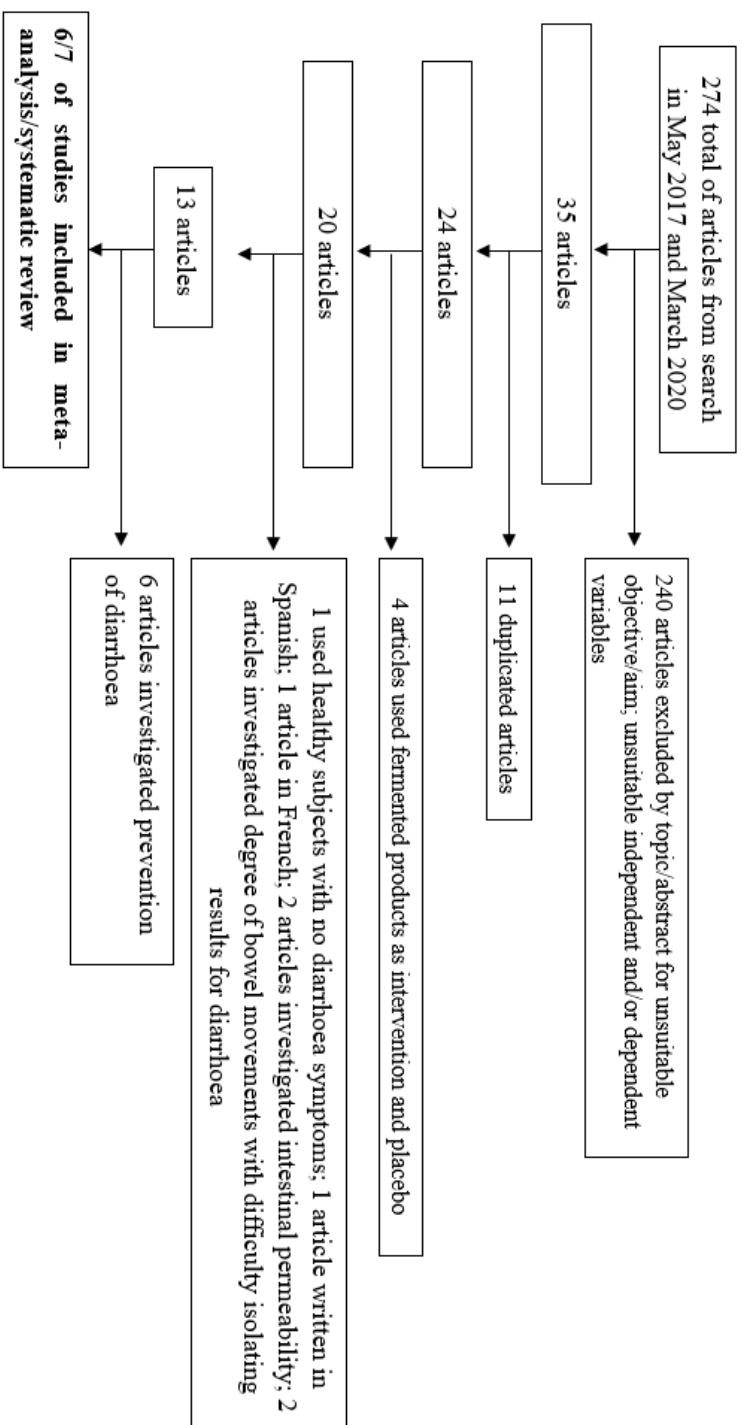 274 total of articles from search
in May 2017 and March 2020
240 articles excluded by topic/abstract for unsuitable
objective/aim; unsuitable independent and/or dependent
variables
35 articles
11 duplicated articles
24 articles
4 articles used fermented products as intervention and placebo
20 articles
1 used healthy subjects with no diarrhoea symptoms; 1 article written in
Spanish; 1 article in French; 2 articles investigated intestinal permeability; 2
articles investigated degree of bowel movements with difficulty isolating
results for diarrhoea
13 articles
6 articles investigated prevention
of diarrhoea
6/7 of studies included in meta-
analysis/systematic review